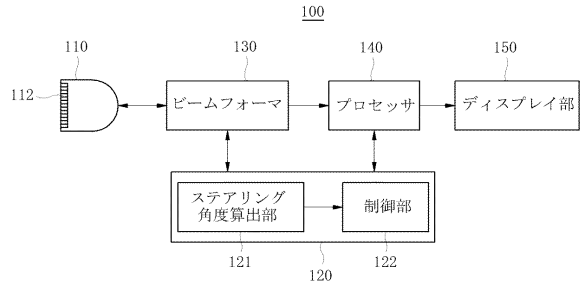 100
110
130
140
150
112
ビームフォーマ
プロセッサ
ディスプレイ部
ステアリング
角度算出部
制御部
121
122
120